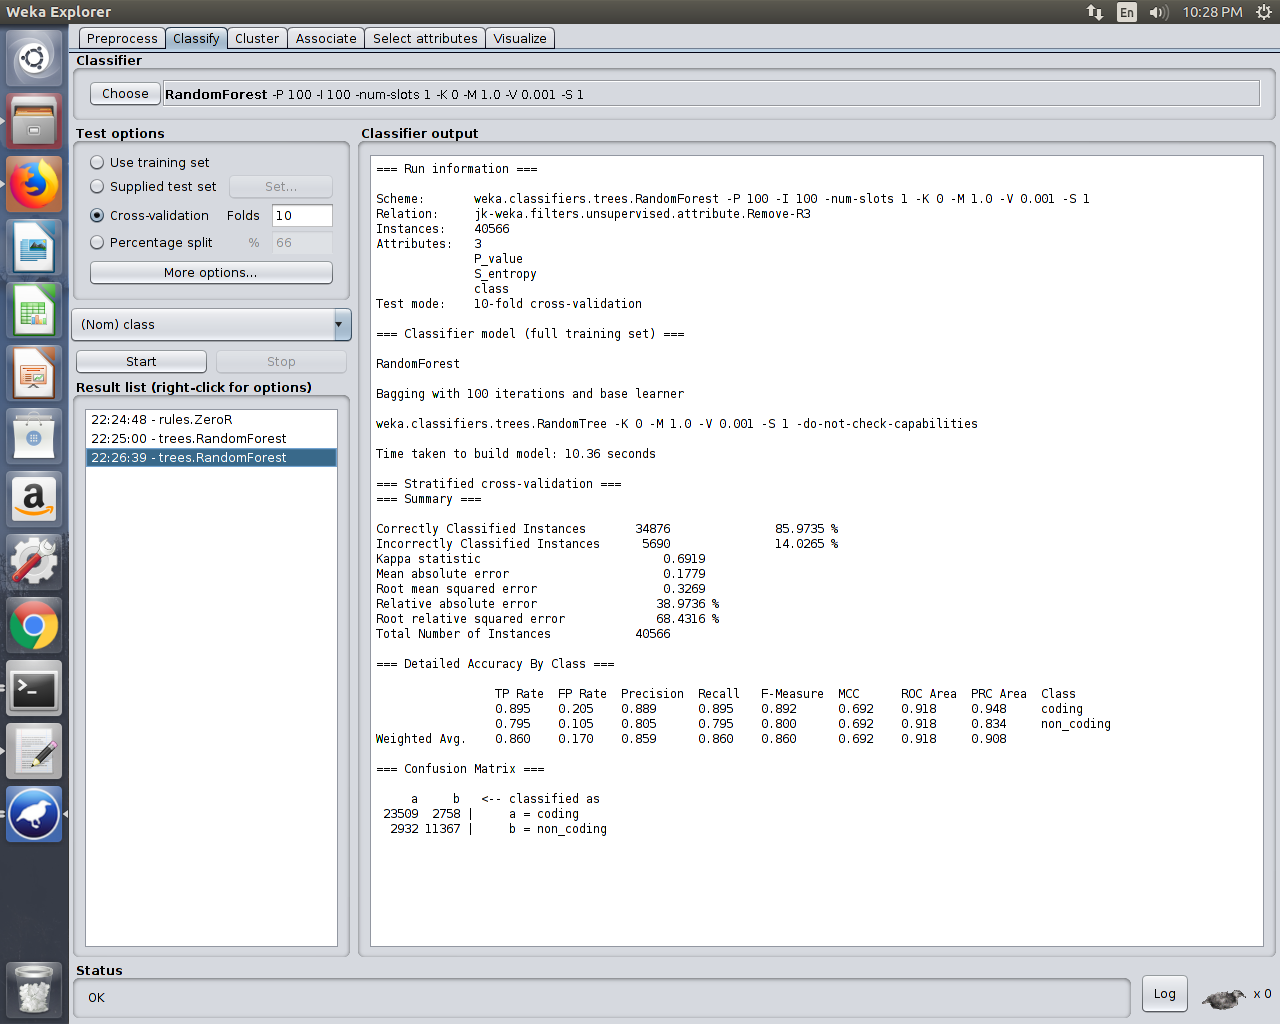 Weka Explorer
En
10:28 PM
Preprocess Classify Cluster Associate Select attributes Visualize
Classifier
Choose RandomForest -P 100 -I 100 -num-slots 1 -K 0 -M 1.0 -V 0.001 -S 1
Test options
Use training set
Supplied test set Set...
Cross-validation Folds 10
Percentage split % 66
More options...
(Nom) class
Start Stop
Result list (right-click for options)
22:24:48 - rules.ZeroR
22:25:00 - trees.RandomForest
22:26:39 - trees.RandomForest
Classifier output
=== Run information ===
Scheme: weka.classifiers.trees.RandomForest -P 100 -I 100 -num-slots 1 -K 0 -M 1.0 -V 0.001 -S 1
Relation: jk-weka.filters.unsupervised.attribute.Remove-R3
Instances: 40566
Attributes: 3
P_value
S_entropy
class
Test mode: 10-fold cross-validation
=== Classifier model (full training set) ===
RandomForest
Bagging with 100 iterations and base learner
weka.classifiers.trees.RandomTree -K 0 -M 1.0 -V 0.001 -S 1 -do-not-check-capabilities
Time taken to build model: 10.36 seconds
=== Stratified cross-validation ===
=== Summary ===
Correctly Classified Instances 34876 85.9735 %
Incorrectly Classified Instances 5690 14.0265 %
Kappa statistic 0.6919
Mean absolute error 0.1779
Root mean squared error 0.3269
Relative absolute error 38.9736 %
Root relative squared error 68.4316 %
Total Number of Instances 40566
=== Detailed Accuracy By Class ===
TP Rate FP Rate Precision Recall F-Measure MCC ROC Area PRC Area Class
0.895 0.205 0.889 0.895 0.892 0.692 0.918 0.948 coding
0.795 0.105 0.805 0.795 0.800 0.692 0.918 0.834 non_coding
Weighted Avg. 0.860 0.170 0.859 0.860 0.860 0.692 0.918 0.908
=== Confusion Matrix ===
a b <-- classified as
23509 2758 | a = coding
2932 11367 | b = non_coding
Status
OK
Log
x 0